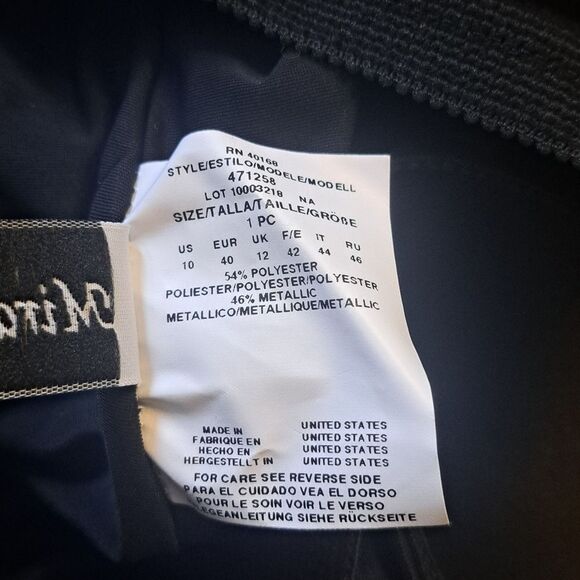 RN 40168
STYLE/ESTILO/MODELE/MODELL
471258
LOT 10003218 NA
SIZE/TALLA/TAILLE/GRÖßE
1 PC
US EUR UK F/E IT RU
10 40 12 42 44 46
54% POLYESTER
POLIESTER/POLYESTER/POLYESTER
46% METALLIC
METALLICO/METALLIQUE/METALLIC
MADE IN UNITED STATES
FABRIQUE EN UNITED STATES
HECHO EN UNITED STATES
HERGESTELLT IN UNITED STATES
FOR CARE SEE REVERSE SIDE
PARA EL CUIDADO VEA EL DORSO
POUR LE SOIN VOIR LE VERSO
SIEHE RÜCKSEITE